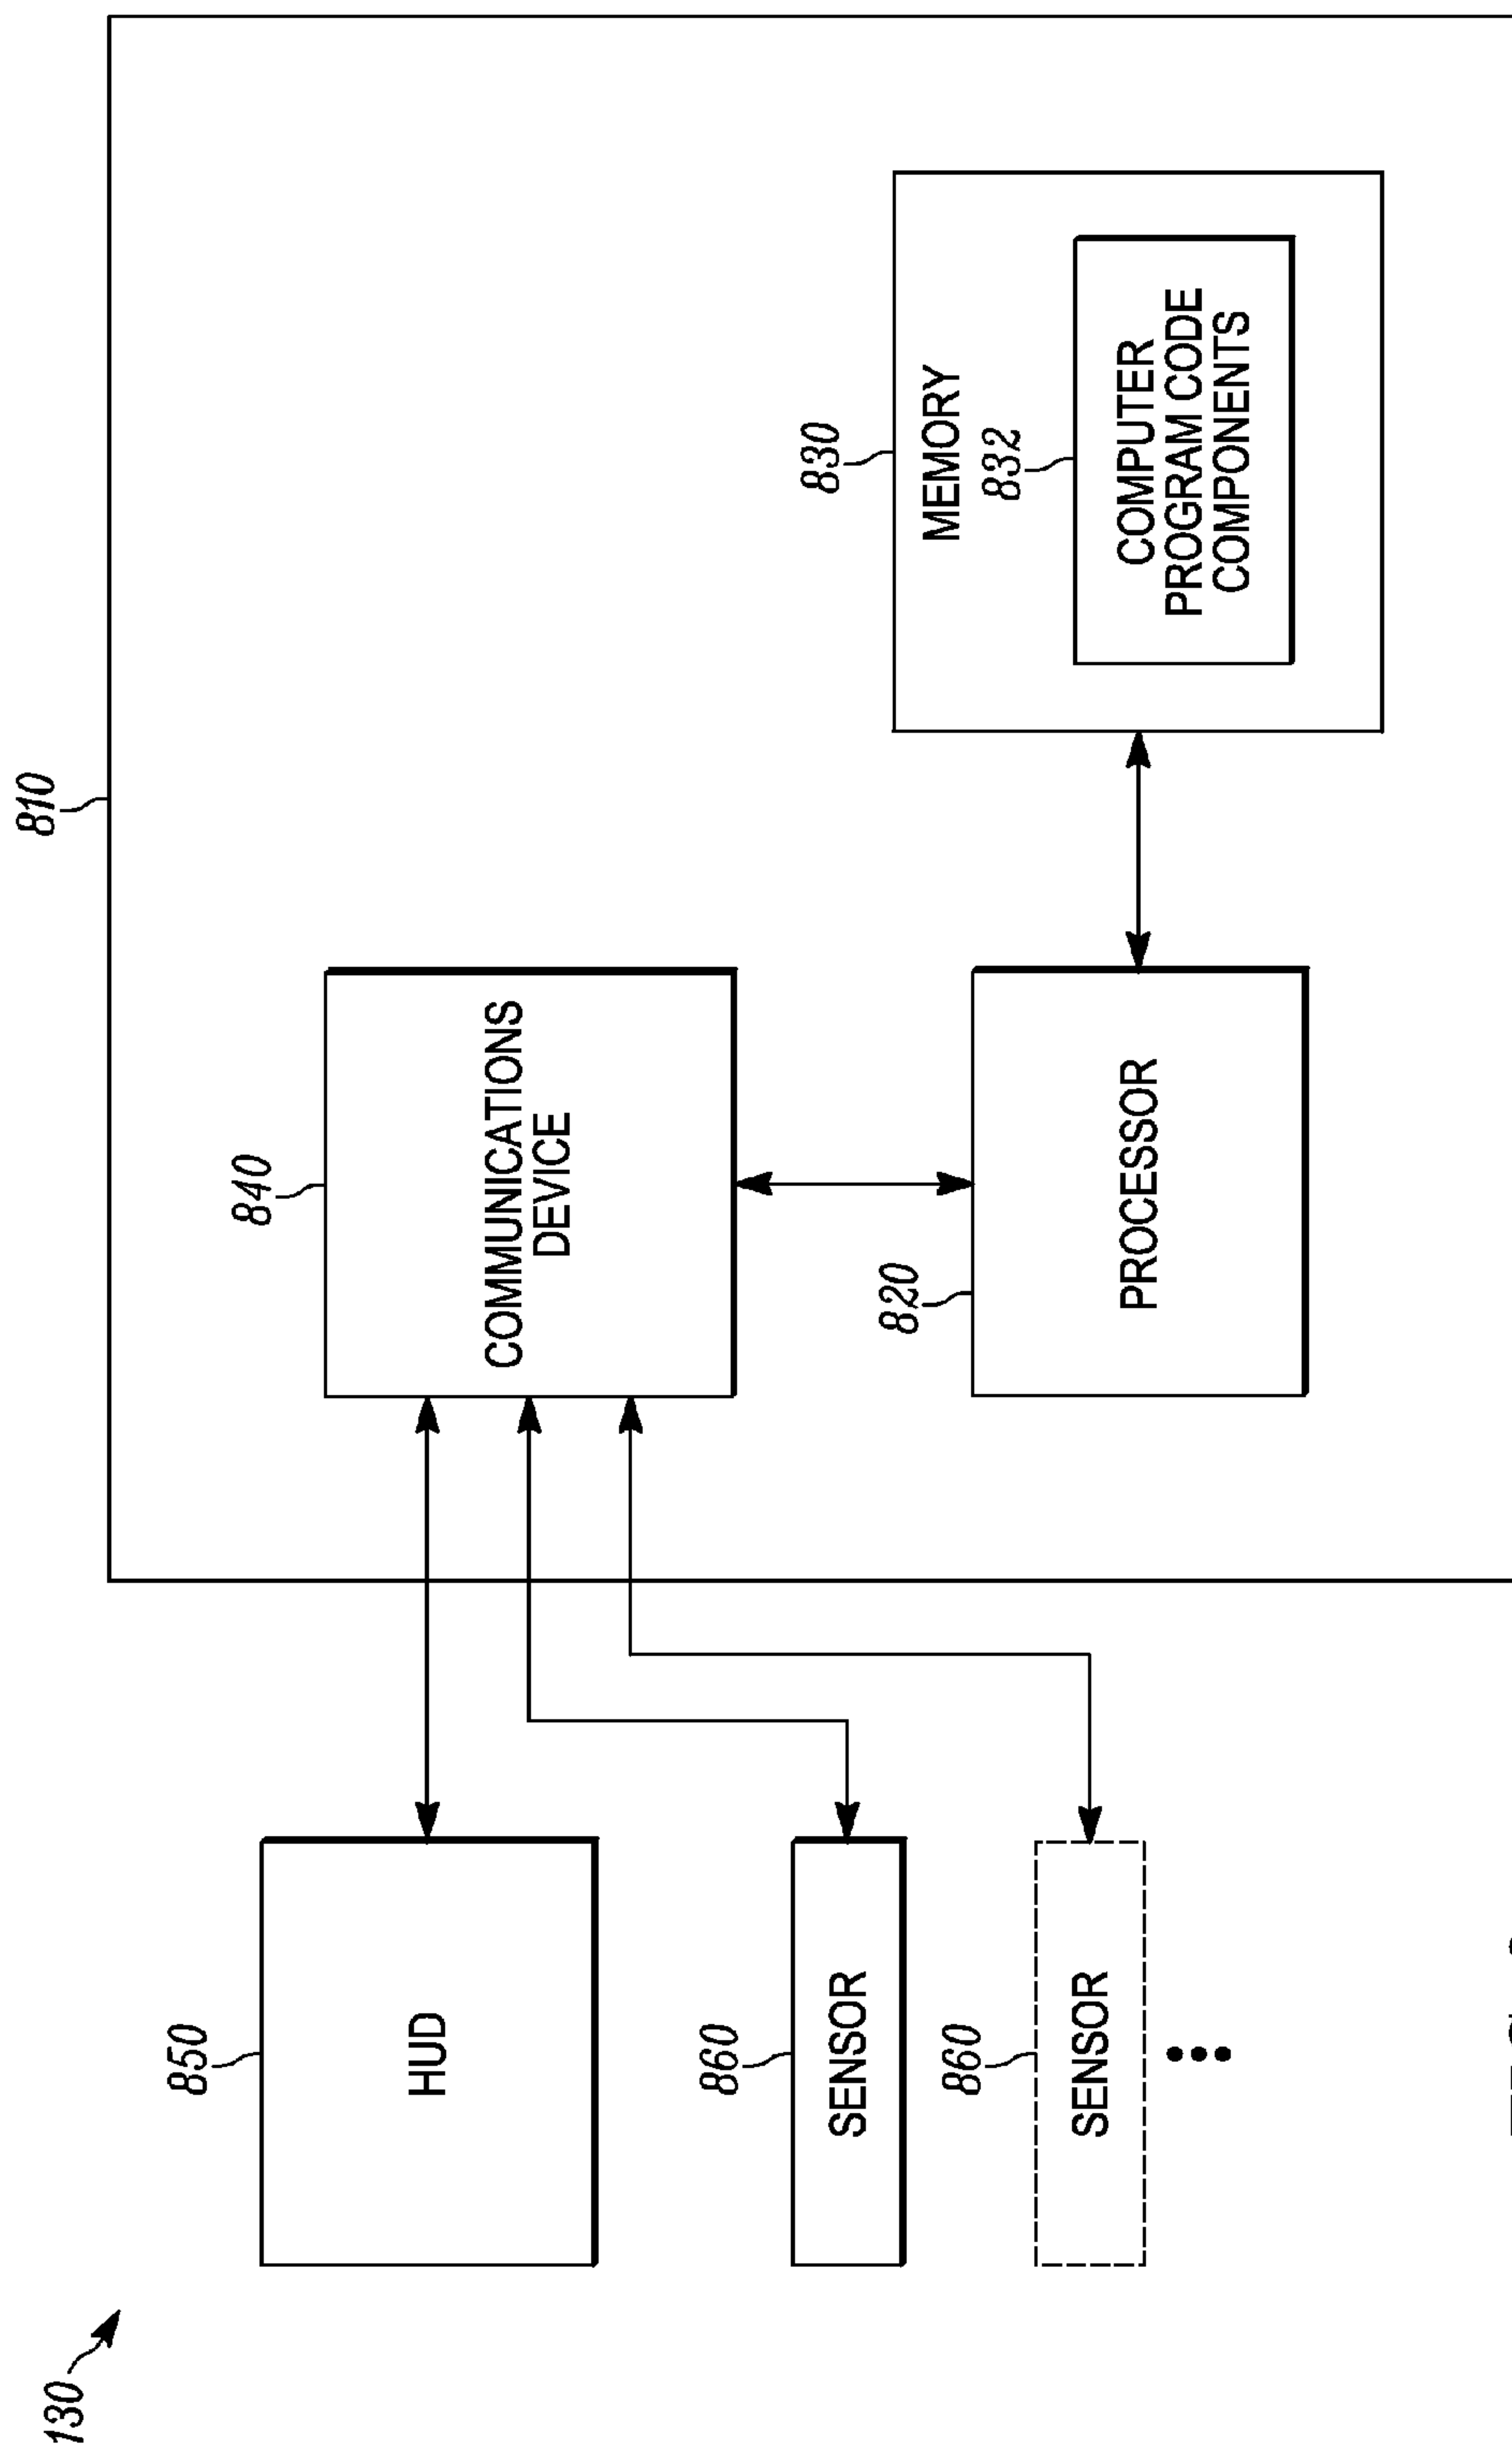 130
810
850
HUD
840
COMMUNICATIONS
DEVICE
860
SENSOR
820
PROCESSOR
830
MEMORY
832
COMPUTER
PROGRAM CODE
COMPONENTS
860
SENSOR